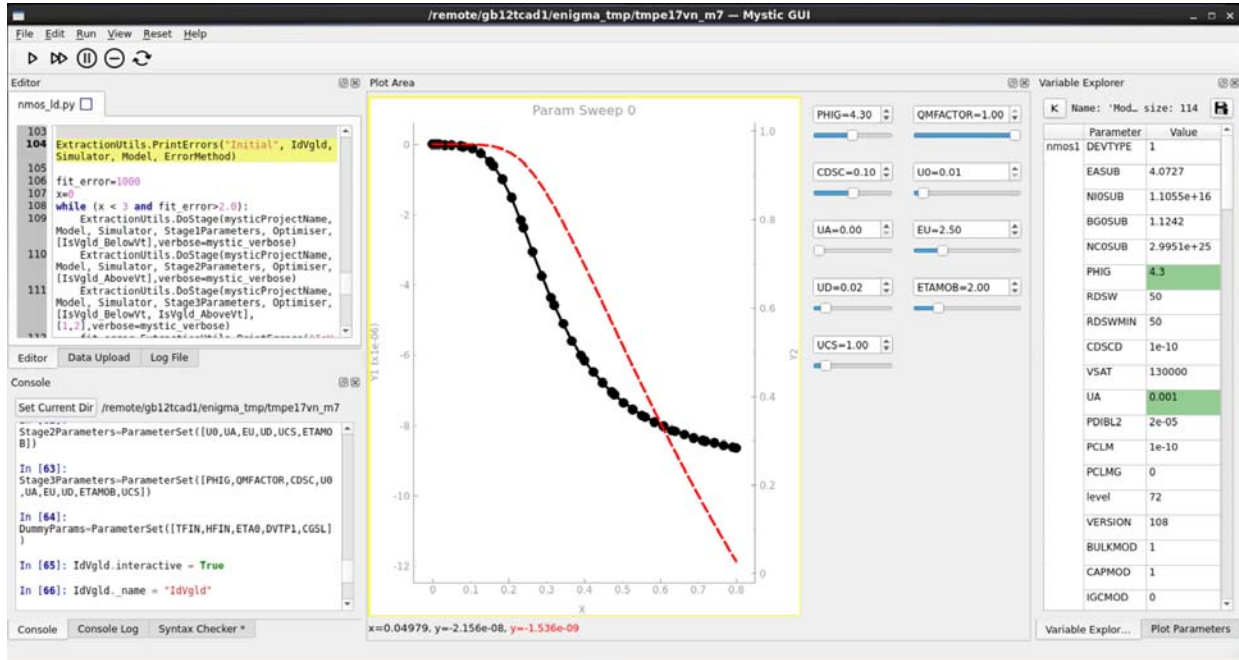 /remote/gb12tcad1/enigma_tmp/tmpe17vn_m7 — Mystic GUI
File Edit Run View Reset Help
Editor
nmos_ld.py
103
104 ExtractionUtils.PrintErrors("Initial", IdVgld,
Simulator, Model, ErrorMethod)
105
106 fit_error=1000
107 x=0
108 while (x < 3 and fit_error>2.0):
109 ExtractionUtils.DoStage(mysticProjectName,
Model, Simulator, Stage1Parameters, Optimiser,
[IsVgld_BelowVt],verbose=mystic_verbose)
110 ExtractionUtils.DoStage(mysticProjectName,
Model, Simulator, Stage2Parameters, Optimiser,
[IsVgld_AboveVt],verbose=mystic_verbose)
111 ExtractionUtils.DoStage(mysticProjectName,
Model, Simulator, Stage3Parameters, Optimiser,
[IsVgld_BelowVt, IsVgld_AboveVt],
[1,2],verbose=mystic_verbose)
Editor Data Upload Log File
Console
Set Current Dir /remote/gb12tcad1/enigma_tmp/tmpe17vn_m7
Stage2Parameters=ParameterSet([U0,UA,EU,UD,UCS,ETAMO
B])
In [63]:
Stage3Parameters=ParameterSet([PHIG,QMFACTOR,CDSC,U0
,UA,EU,UD,ETAMOB,UCS])
In [64]:
DummyParams=ParameterSet([TFIN,HFIN,ETA0,DVTP1,CGSL]
)
In [65]: IdVgld.interactive = True
In [66]: IdVgld._name = "IdVgld"
Console Console Log Syntax Checker *
Plot Area
Param Sweep 0
0
-2
-4
-6
-8
-10
-12
Y1 (x1e-06)
0 0.1 0.2 0.3 0.4 0.5 0.6 0.7 0.8
X
1.0
0.8
0.6
0.4
0.2
0
Y2
x=0.04979, y=-2.156e-08, y=-1.536e-09
PHIG=4.30 QMFACTOR=1.00
CDSC=0.10 U0=0.01
UA=0.00 EU=2.50
UD=0.02 ETAMOB=2.00
UCS=1.00
Variable Explorer
K Name: 'Mod… size: 114
Parameter Value
nmos1 DEVTYPE 1
EASUB 4.0727
NI0SUB 1.1055e+16
BG0SUB 1.1242
NC0SUB 2.9951e+25
PHIG 4.3
RDSW 50
RDSWMIN 50
CDSCD 1e-10
VSAT 130000
UA 0.001
PDIBL2 2e-05
PCLM 1e-10
PCLMG 0
level 72
VERSION 108
BULKMOD 1
CAPMOD 1
IGCMOD 0
Variable Explor... Plot Parameters